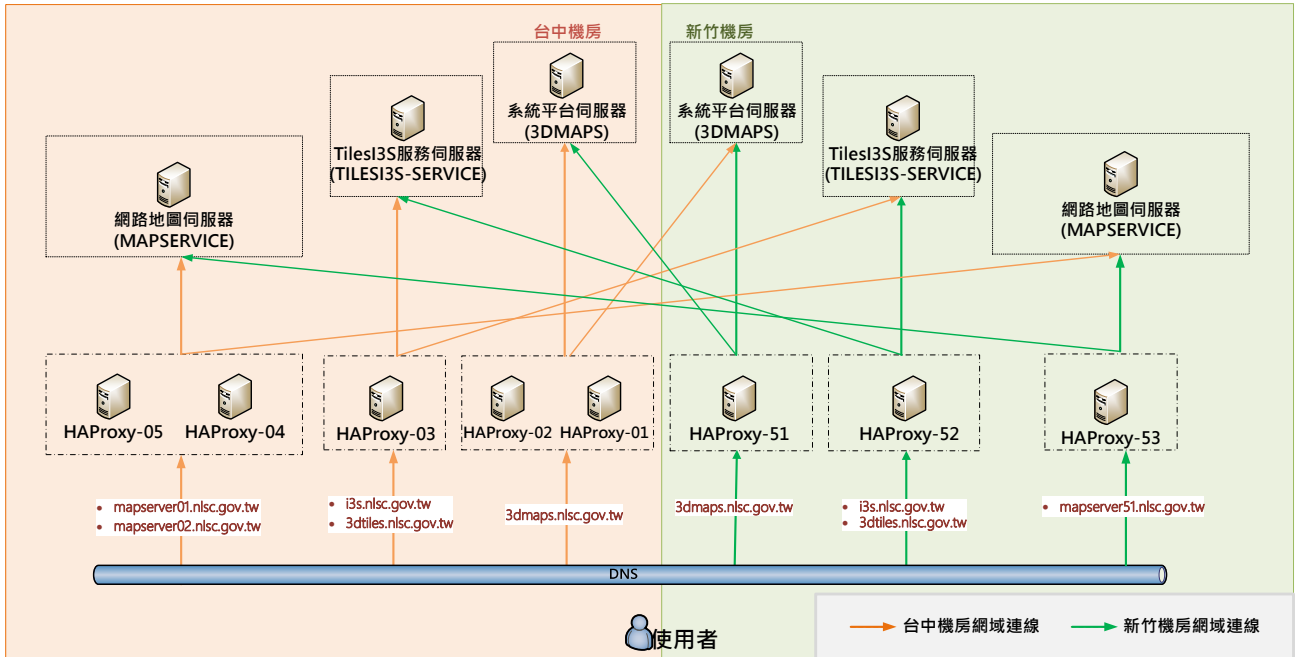 台中機房
新竹機房
系統平台伺服器
(3DMAPS)
系統平台伺服器
(3DMAPS)
TilesI3S服務伺服器
(TILESI3S-SERVICE)
TilesI3S服務伺服器
(TILESI3S-SERVICE)
網路地圖伺服器
(MAPSERVICE)
網路地圖伺服器
(MAPSERVICE)
HAProxy-05
HAProxy-04
HAProxy-03
HAProxy-02
HAProxy-01
HAProxy-51
HAProxy-52
HAProxy-53
• mapserver01.nlsc.gov.tw
• mapserver02.nlsc.gov.tw
• i3s.nlsc.gov.tw
• 3dtiles.nlsc.gov.tw
3dmaps.nlsc.gov.tw
3dmaps.nlsc.gov.tw
• i3s.nlsc.gov.tw
• 3dtiles.nlsc.gov.tw
• mapserver51.nlsc.gov.tw
DNS
使用者
台中機房網域連線
新竹機房網域連線